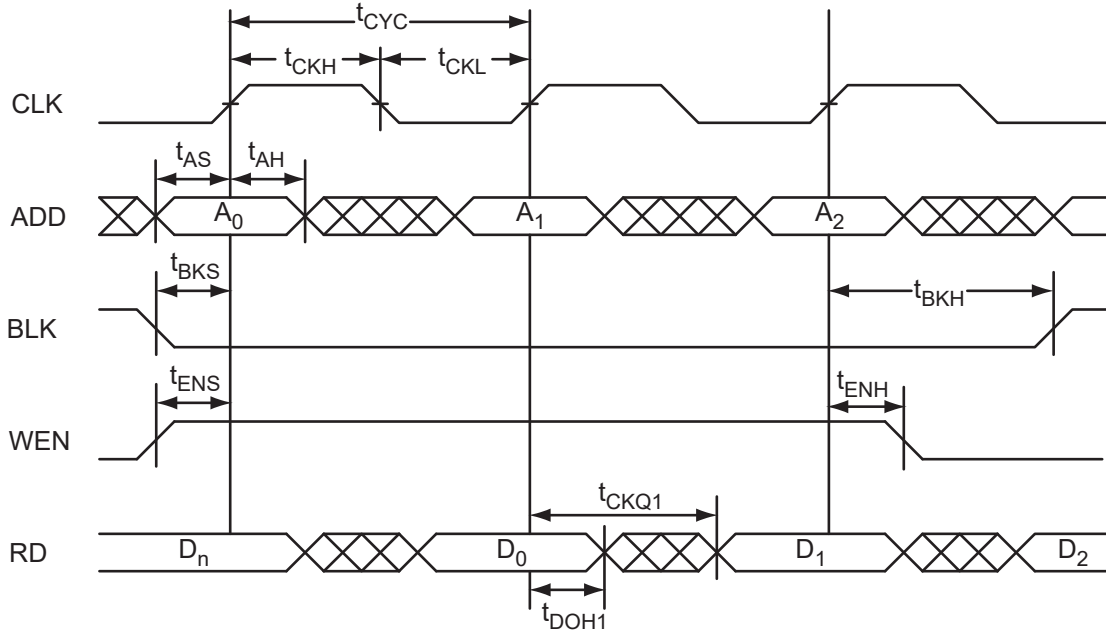 tCYC
tCKH tCKL
CLK
tAS tAH
ADD A0 A1 A2
tBKS tBKH
BLK
tENS tENH
WEN
tCKQ1
RD Dn D0 D1 D2
tDOH1